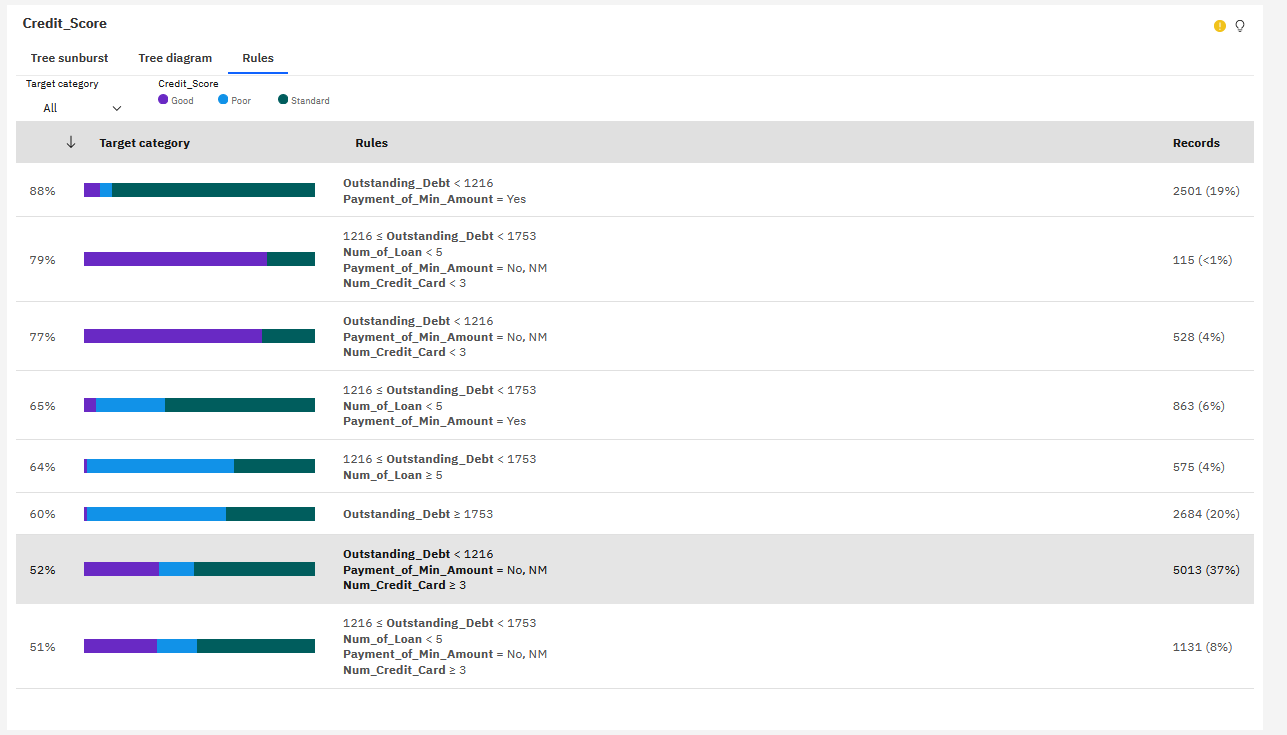 Credit_Score
Tree sunburst Tree diagram Rules
Target category Credit_Score
All Good Poor Standard
Target category Rules Records
88% Outstanding_Debt < 1216 2501 (19%)
Payment_of_Min_Amount = Yes
1216 ≤ Outstanding_Debt < 1753
79% Num_of_Loan < 5 115 (<1%)
Payment_of_Min_Amount = No, NM
Num_Credit_Card < 3
Outstanding_Debt < 1216
77% Payment_of_Min_Amount = No, NM 528 (4%)
Num_Credit_Card < 3
1216 ≤ Outstanding_Debt < 1753
65% Num_of_Loan < 5 863 (6%)
Payment_of_Min_Amount = Yes
64% 1216 ≤ Outstanding_Debt < 1753 575 (4%)
Num_of_Loan ≥ 5
60% Outstanding_Debt ≥ 1753 2684 (20%)
Outstanding_Debt < 1216
52% Payment_of_Min_Amount = No, NM 5013 (37%)
Num_Credit_Card ≥ 3
1216 ≤ Outstanding_Debt < 1753
51% Num_of_Loan < 5 1131 (8%)
Payment_of_Min_Amount = No, NM
Num_Credit_Card ≥ 3